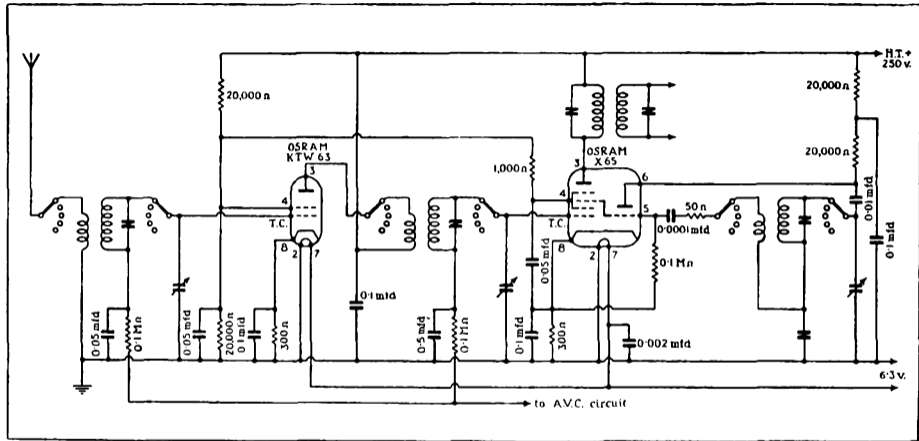 H.T.+
250 v.
20,000 Ω
20,000 Ω
OSRAM
KTW 63
3
1,000 Ω
OSRAM
X 65
3
6
20,000 Ω
4
4
5
50 Ω
0·01 mfd
T.C.
T.C.
0·0001 mfd
8
2
7
8
2
7
0·05 mfd
0·1 MΩ
0·1 mfd
0·05 mfd
0·1 MΩ
0·05 mfd
20,000 Ω
0·1 mfd
300 Ω
0·1 mfd
0·5 mfd
0·1 MΩ
0·1 mfd
300 Ω
0·002 mfd
6·3 v.
to A.V.C. circuit